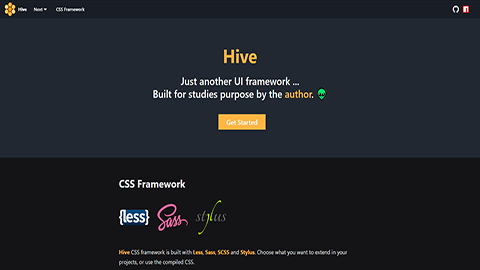 Hive Next CSS Framework
Hive
Just another UI framework ...
Built for studies purpose by the author.
Get Started
CSS Framework
{less} Sass stylus
Hive CSS framework is built with Less, Sass, SCSS and Stylus. Choose what you want to extend in your
projects, or use the compiled CSS.